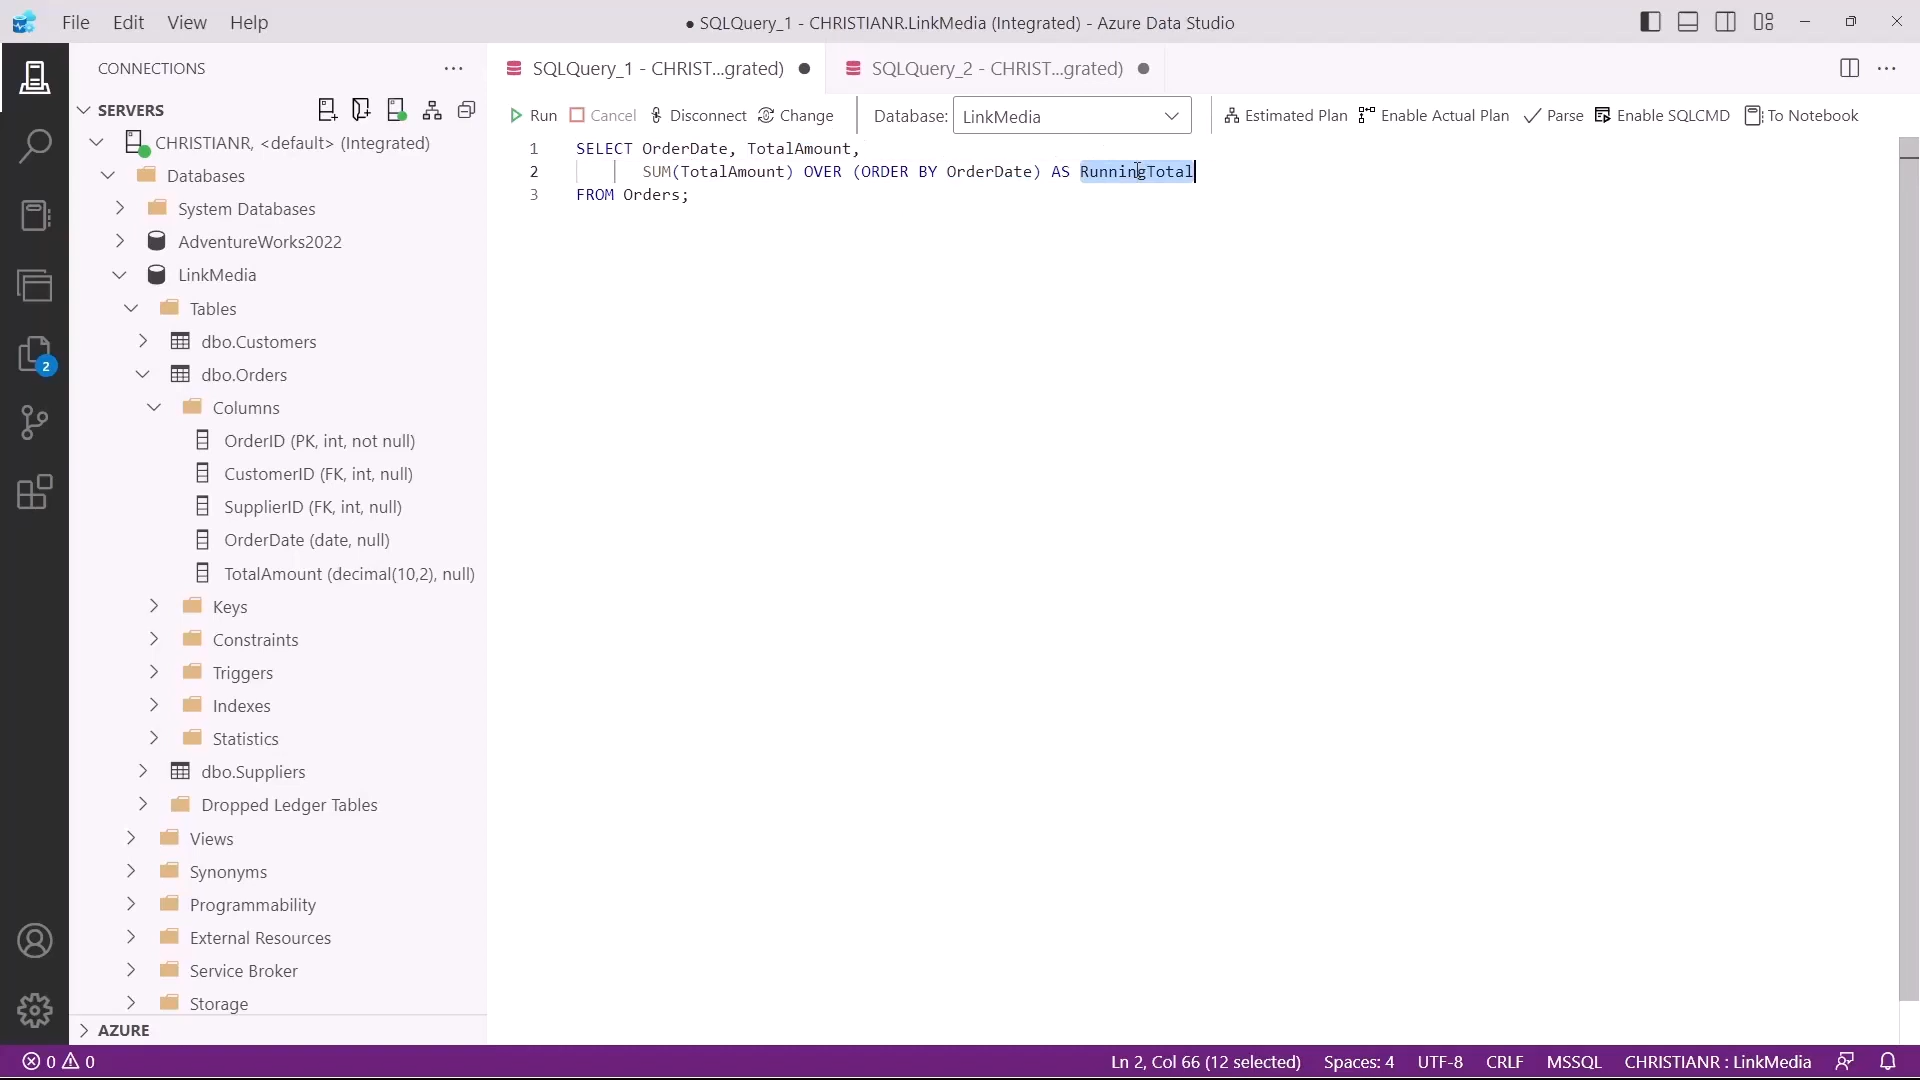 File Edit View Help
● SQLQuery_1 - CHRISTIANR.LinkMedia (Integrated) - Azure Data Studio
CONNECTIONS
SERVERS
CHRISTIANR, <default> (Integrated)
Databases
System Databases
AdventureWorks2022
LinkMedia
Tables
dbo.Customers
dbo.Orders
Columns
OrderID (PK, int, not null)
CustomerID (FK, int, null)
SupplierID (FK, int, null)
OrderDate (date, null)
TotalAmount (decimal(10,2), null)
Keys
Constraints
Triggers
Indexes
Statistics
dbo.Suppliers
Dropped Ledger Tables
Views
Synonyms
Programmability
External Resources
Service Broker
Storage
AZURE
2
SQLQuery_1 - CHRIST...grated) ●
SQLQuery_2 - CHRIST...grated) ●
Run Cancel Disconnect Change Database: LinkMedia Estimated Plan Enable Actual Plan Parse Enable SQLCMD To Notebook
1 SELECT OrderDate, TotalAmount,
2 SUM(TotalAmount) OVER (ORDER BY OrderDate) AS RunningTotal
3 FROM Orders;
0 0
Ln 2, Col 66 (12 selected) Spaces: 4 UTF-8 CRLF MSSQL CHRISTIANR : LinkMedia